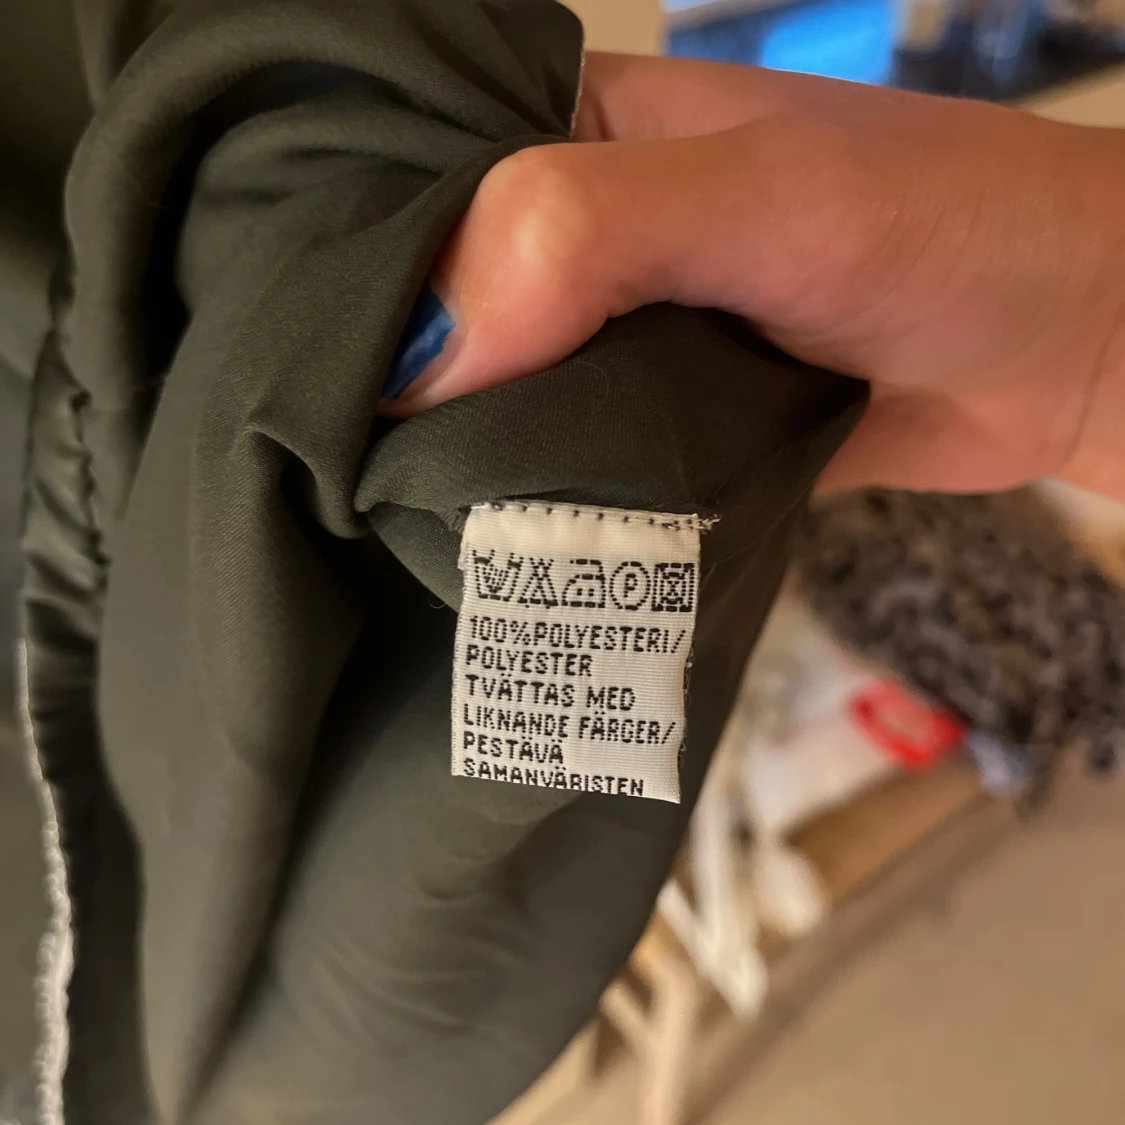 P
100%POLYESTERI/
POLYESTER
TVÄTTAS MED
LIKNANDE FÄRGER/
PESTÄVÄ
SAMANVÄRISTEN